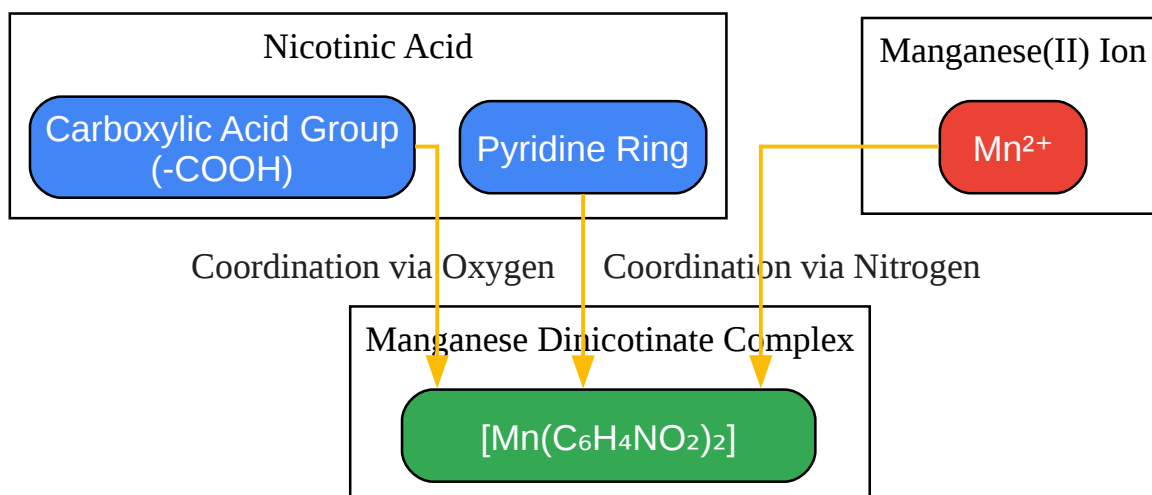 Nicotinic Acid
Manganese(II) Ion
Carboxylic Acid Group
(-COOH)
Pyridine Ring
Mn²⁺
Coordination via Oxygen
Coordination via Nitrogen
Manganese Dinicotinate Complex
[Mn(C₆H₄NO₂)₂]